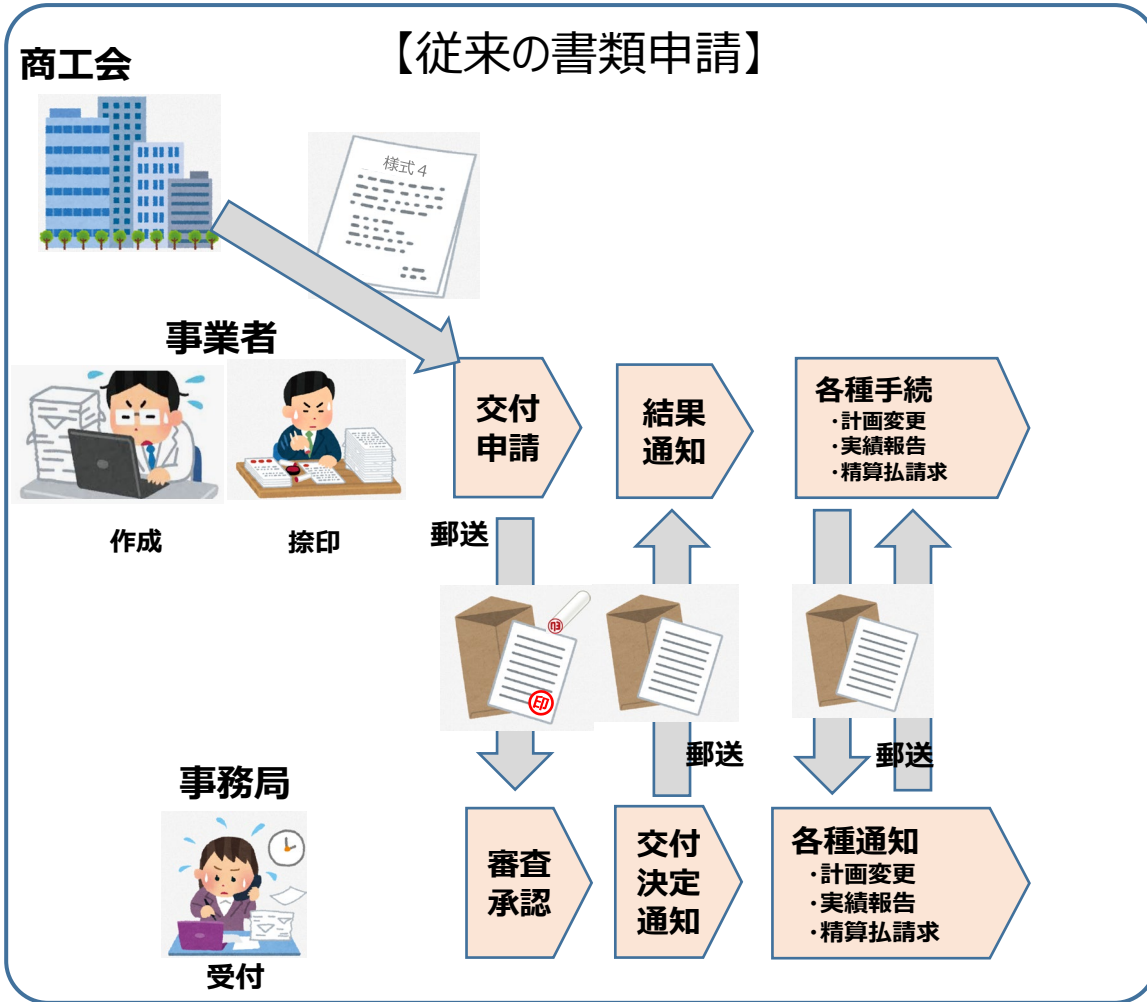 【従来の書類申請】
商工会
様式４
事業者
作成
捺印
交付
申請
結果
通知
各種手続
・計画変更
・実績報告
・精算払請求
郵送
印
印
郵送
郵送
事務局
受付
審査
承認
交付
決定
通知
各種通知
・計画変更
・実績報告
・精算払請求